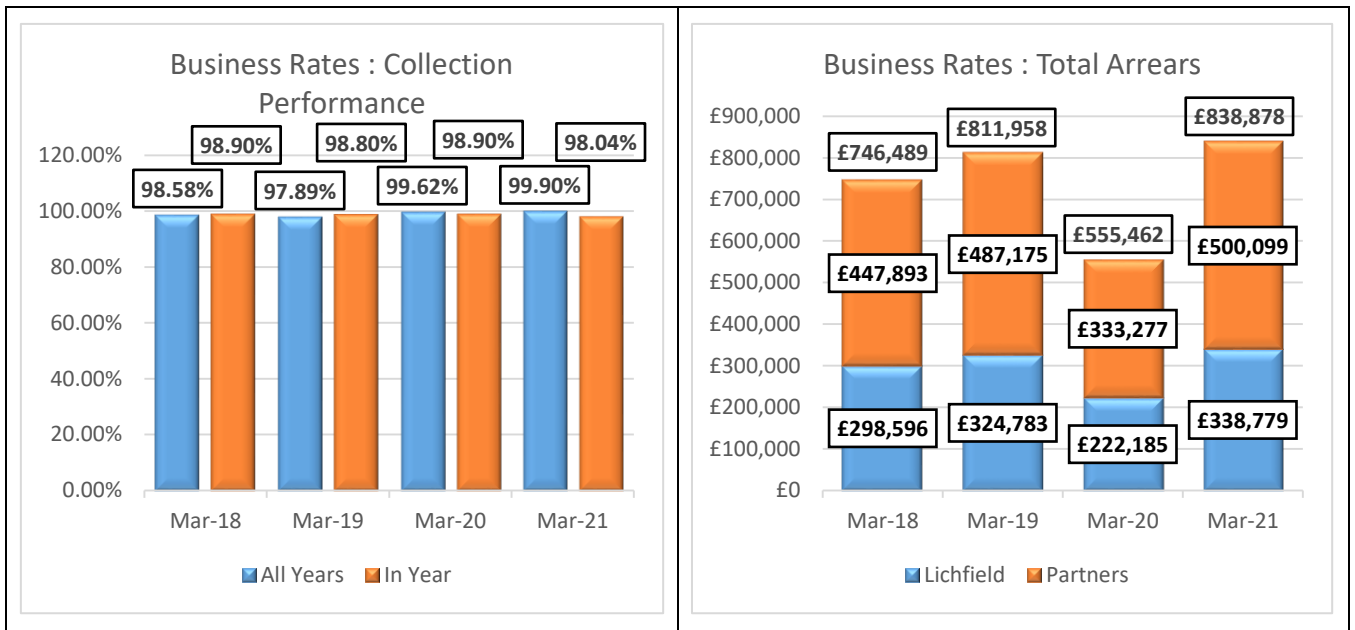 Business Rates : Collection
Performance
98.90% 98.80% 98.90% 98.04%
98.58% 97.89% 99.62% 99.90%
120.00%
100.00%
80.00%
60.00%
40.00%
20.00%
0.00%
Mar-18 Mar-19 Mar-20 Mar-21
All Years In Year
Business Rates : Total Arrears
£900,000
£800,000
£700,000
£600,000
£500,000
£400,000
£300,000
£200,000
£100,000
£0
£746,489 £811,958 £555,462 £838,878
£447,893 £487,175 £333,277 £500,099
£298,596 £324,783 £222,185 £338,779
Mar-18 Mar-19 Mar-20 Mar-21
Lichfield Partners